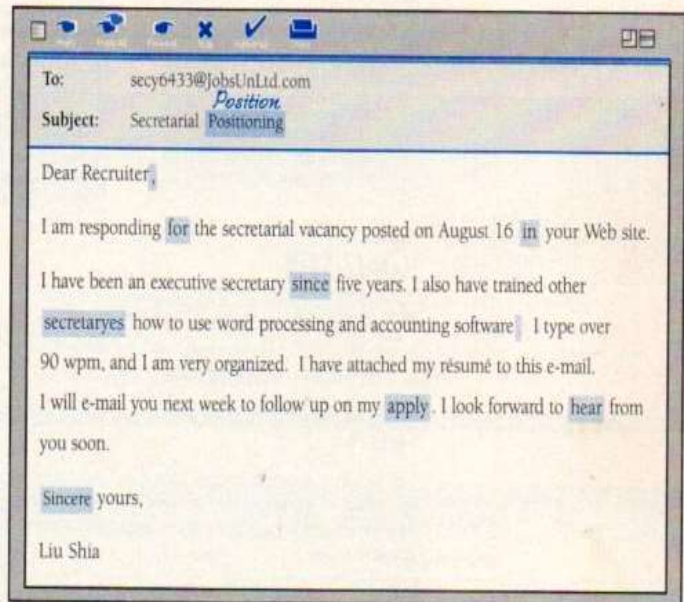 To: secy6433@JobsUnLtd.com
Position
Subject: Secretarial Positioning
Dear Recruiter,
I am responding for the secretarial vacancy posted on August 16 in your Web site.
I have been an executive secretary since five years. I also have trained other
secretaryes how to use word processing and accounting software I type over
90 wpm, and I am very organized. I have attached my résumé to this e-mail.
I will e-mail you next week to follow up on my apply. I look forward to hear from
you soon.
Sincere yours,
Liu Shia